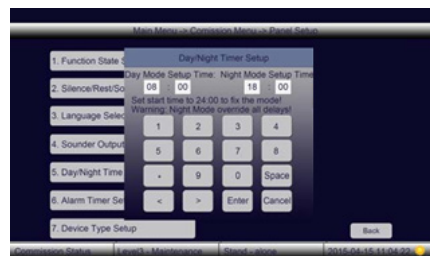 Main Menu -> Comission Menu -> Panel Setup
Day/Night Timer Setup
Day Mode Setup Time: Night Mode Setup Time
08 : 00 18 : 00
Set start time to 24:00 to fix the mode!
Warning: Night Mode override all delays!
1 2 3 4
5 6 7 8
* 9 0 Space
< > Enter Cancel
1. Function State S
2. Silence/Rest/So
3. Language Selec
4. Sounder Output
5. Day/Night Time
6. Alarm Timer Se
7. Device Type Setup
Back
Commission Status Level3 - Maintenance Stand - alone 2015-04-15 11:04:22